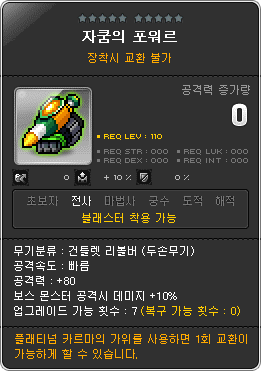 자쿰의 포워르
장착시 교환 불가
공격력 증가량
0
REQ LEV : 110
REQ STR : 000 REQ LUK : 000
REQ DEX : 000 REQ INT : 000
0 + 10 % 0
초보자 전사 마법사 궁수 도적 해적
블래스터 착용 가능
무기분류 : 건틀렛 리볼버 (두손무기)
공격속도 : 빠름
공격력 : +80
보스 몬스터 공격시 데미지 +10%
업그레이드 가능 횟수 : 7 (복구 가능 횟수 : 0)
플래티넘 카르마의 가위를 사용하면 1회 교환이
가능하게 할 수 있습니다.